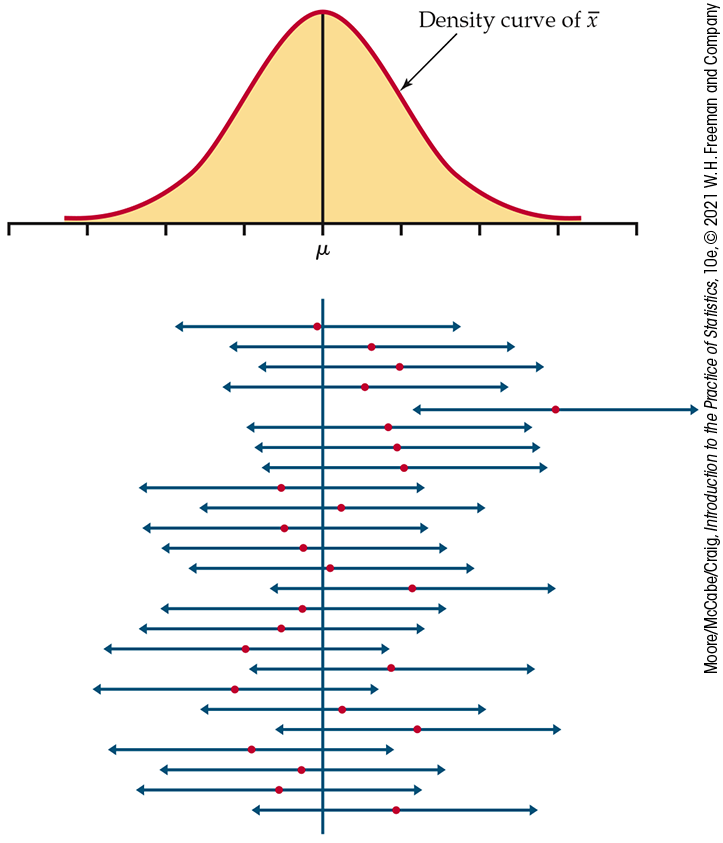 Density curve of x̄
μ
Moore/McCabe/Craig, Introduction to the Practice of Statistics, 10e, © 2021 W. H. Freeman and Company